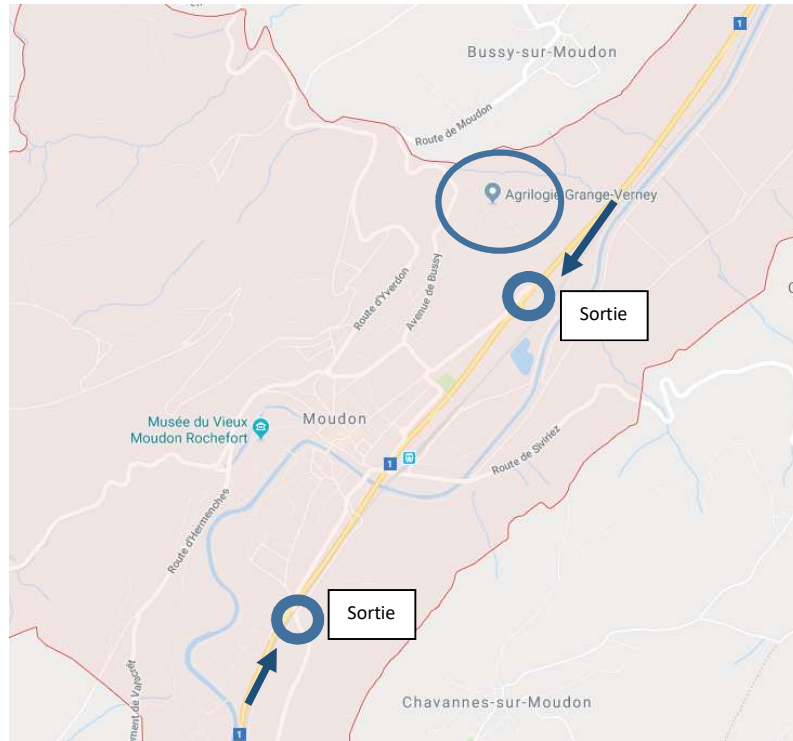 1
Bussy-sur-Moudon
Route de Moudon
Agrilogie Grange-Verney
Sortie
Route d'Yverdon
Avenue de Bussy
Musée du Vieux
Moudon Rochefort
Moudon
1
Route de Siviriez
Route d'Hermenches
Sortie
Chavannes-sur-Moudon
1